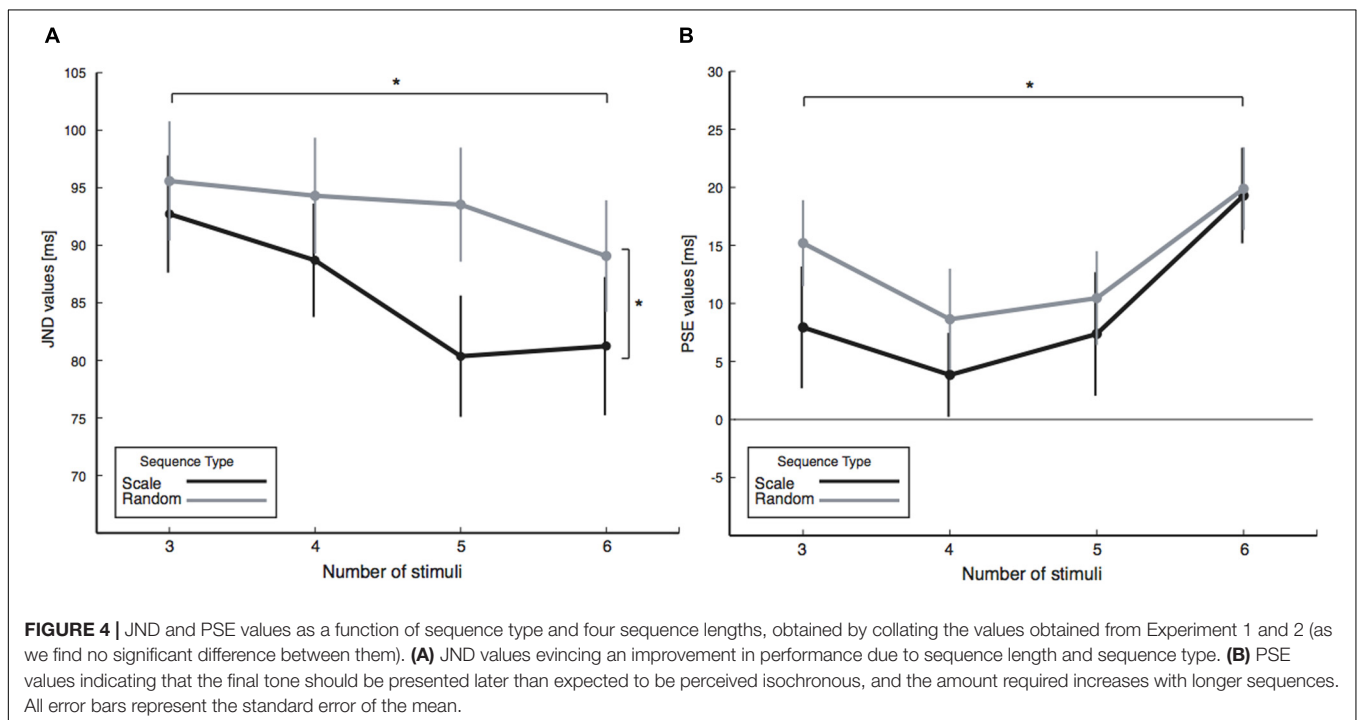 A
B
105
100
95
90
85
80
75
70
JND values [ms]
*
*
Sequence Type
Scale
Random
3 4 5 6
Number of stimuli
30
25
20
15
10
5
0
-5
PSE values [ms]
*
Sequence Type
Scale
Random
3 4 5 6
Number of stimuli
FIGURE 4 | JND and PSE values as a function of sequence type and four sequence lengths, obtained by collating the values obtained from Experiment 1 and 2 (as
we find no significant difference between them). (A) JND values evincing an improvement in performance due to sequence length and sequence type. (B) PSE
values indicating that the final tone should be presented later than expected to be perceived isochronous, and the amount required increases with longer sequences.
All error bars represent the standard error of the mean.